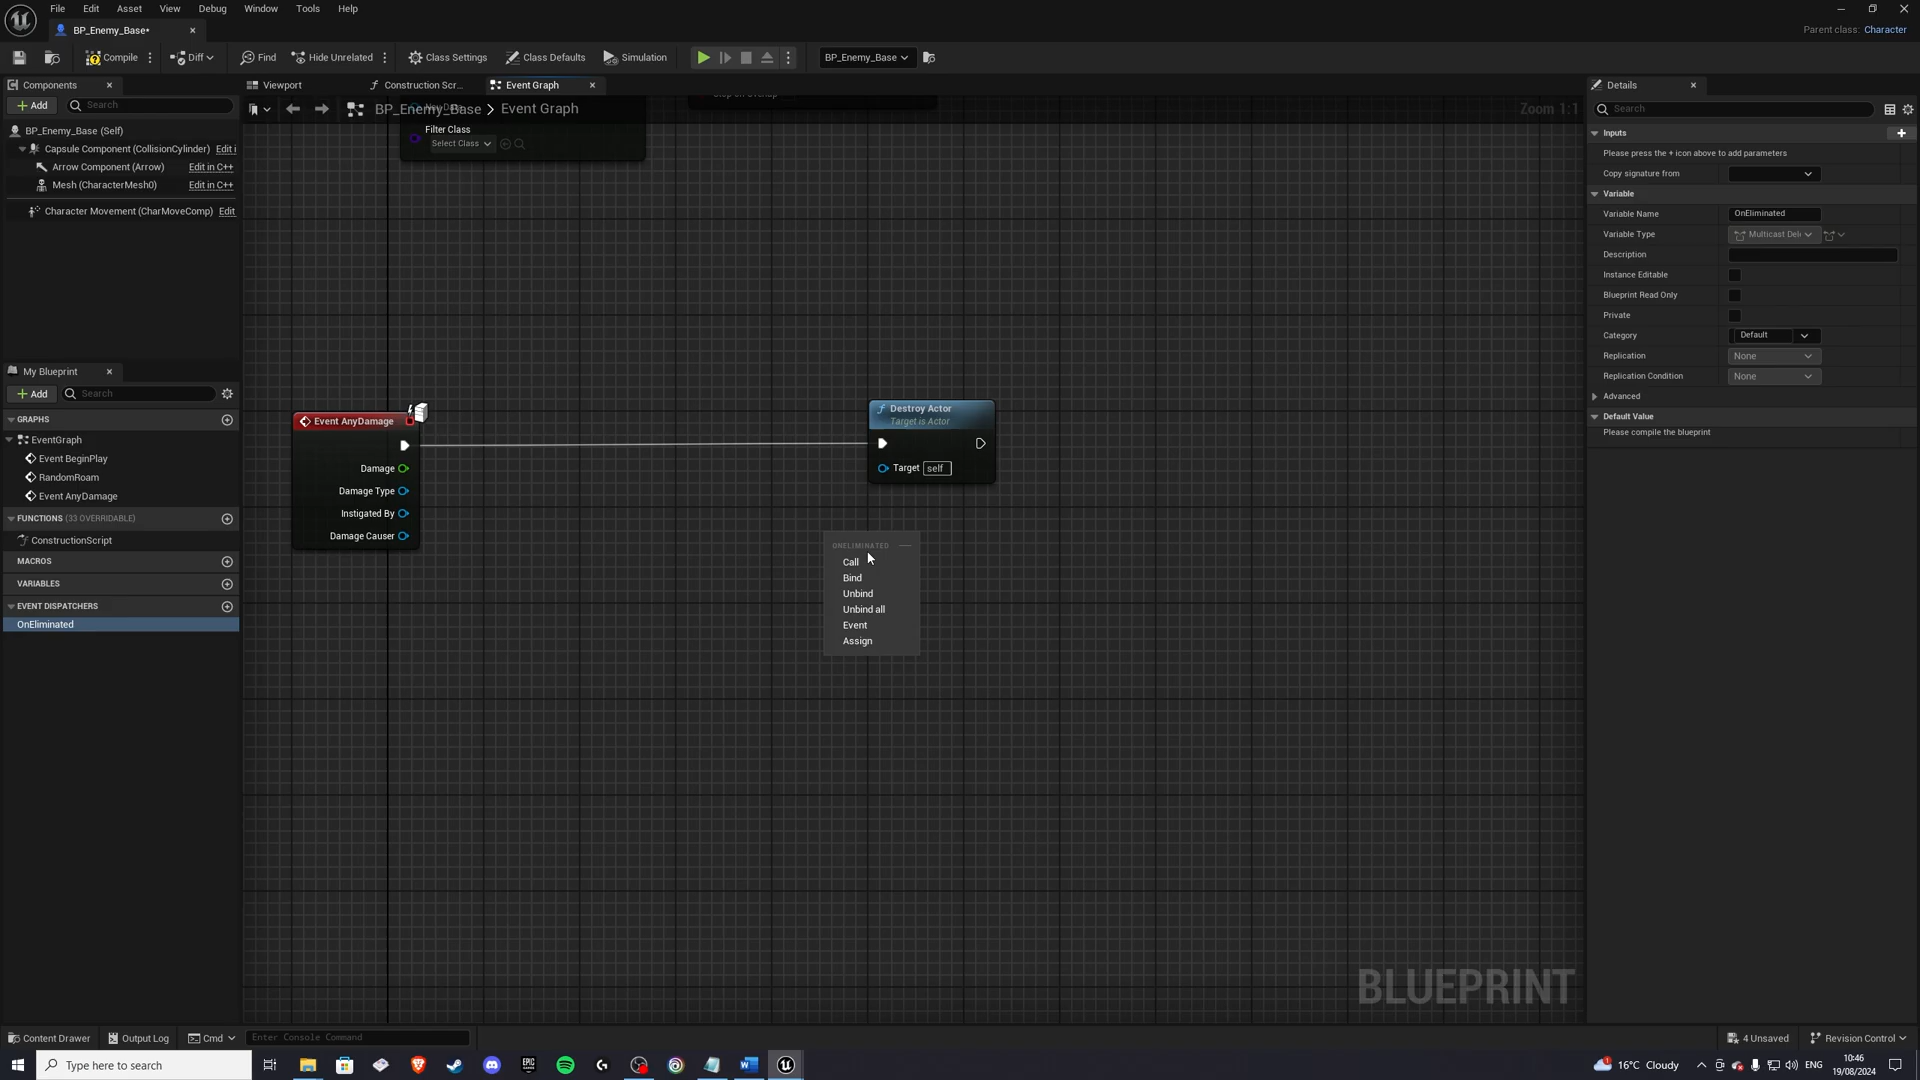 File Edit Asset View Debug Window Tools Help
BP_Enemy_Base•
Parent class: Character
Compile Diff Find Hide Unrelated Class Settings Class Defaults Simulation BP_Enemy_Base
Components
Add Search
BP_Enemy_Base (Self)
Capsule Component (CollisionCylinder) Edit i
Arrow Component (Arrow) Edit in C++
Mesh (CharacterMesh0) Edit in C++
Character Movement (CharMoveComp) Edit
My Blueprint
Add Search
GRAPHS
EventGraph
Event BeginPlay
RandomRoam
Event AnyDamage
FUNCTIONS (33 OVERRIDABLE)
ConstructionScript
MACROS
VARIABLES
EVENT DISPATCHERS
OnEliminated
Viewport Construction Scr... Event Graph
BP_Enemy_Base > Event Graph
Zoom 1:1
Filter Class
Select Class
Event AnyDamage
Damage
Damage Type
Instigated By
Damage Causer
Destroy Actor
Target is Actor
Target self
ONELIMINATED
Call
Bind
Unbind
Unbind all
Event
Assign
BLUEPRINT
Details
Search
Inputs
Please press the + icon above to add parameters
Copy signature from
Variable
Variable Name OnEliminated
Variable Type Multicast Del
Description
Instance Editable
Blueprint Read Only
Private
Category Default
Replication None
Replication Condition None
Advanced
Default Value
Please compile the blueprint
Content Drawer Output Log Cmd Enter Console Command
4 Unsaved Revision Control
Type here to search
16°C Cloudy ENG 10:46
19/08/2024